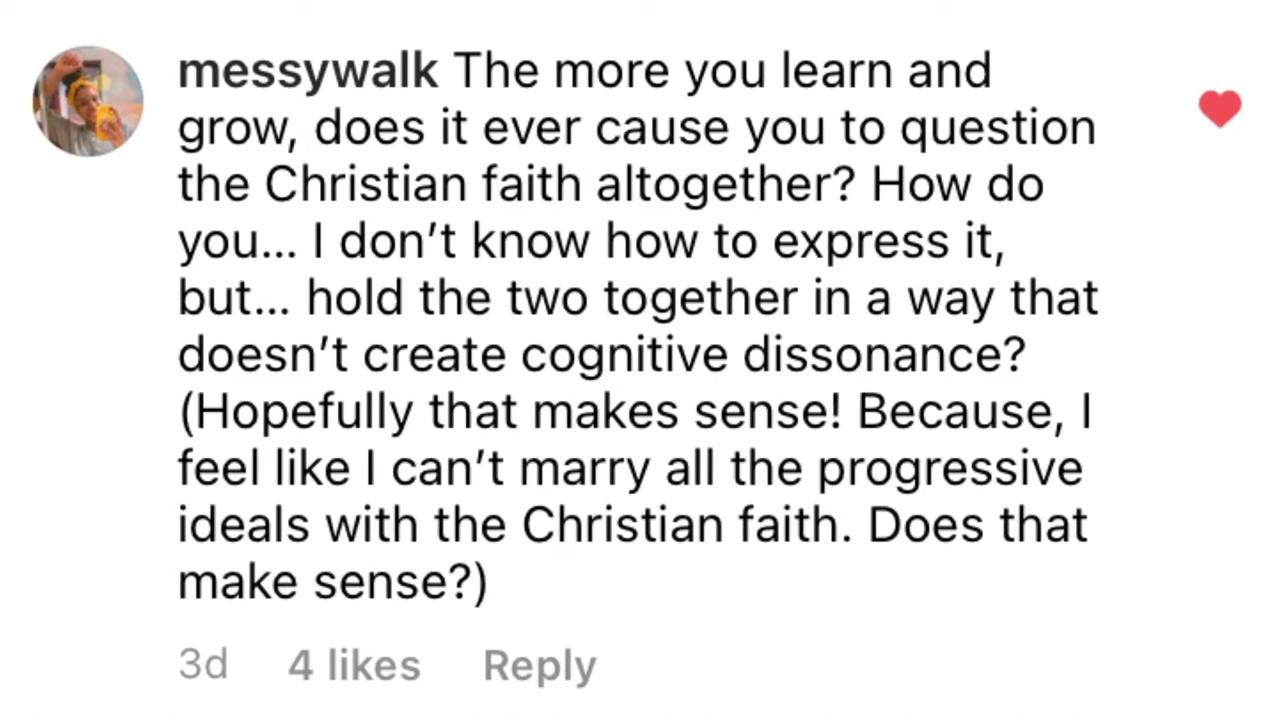 messywalk The more you learn and
grow, does it ever cause you to question
the Christian faith altogether? How do
you... I don’t know how to express it,
but... hold the two together in a way that
doesn’t create cognitive dissonance?
(Hopefully that makes sense! Because, I
feel like I can’t marry all the progressive
ideals with the Christian faith. Does that
make sense?)
3d 4 likes Reply